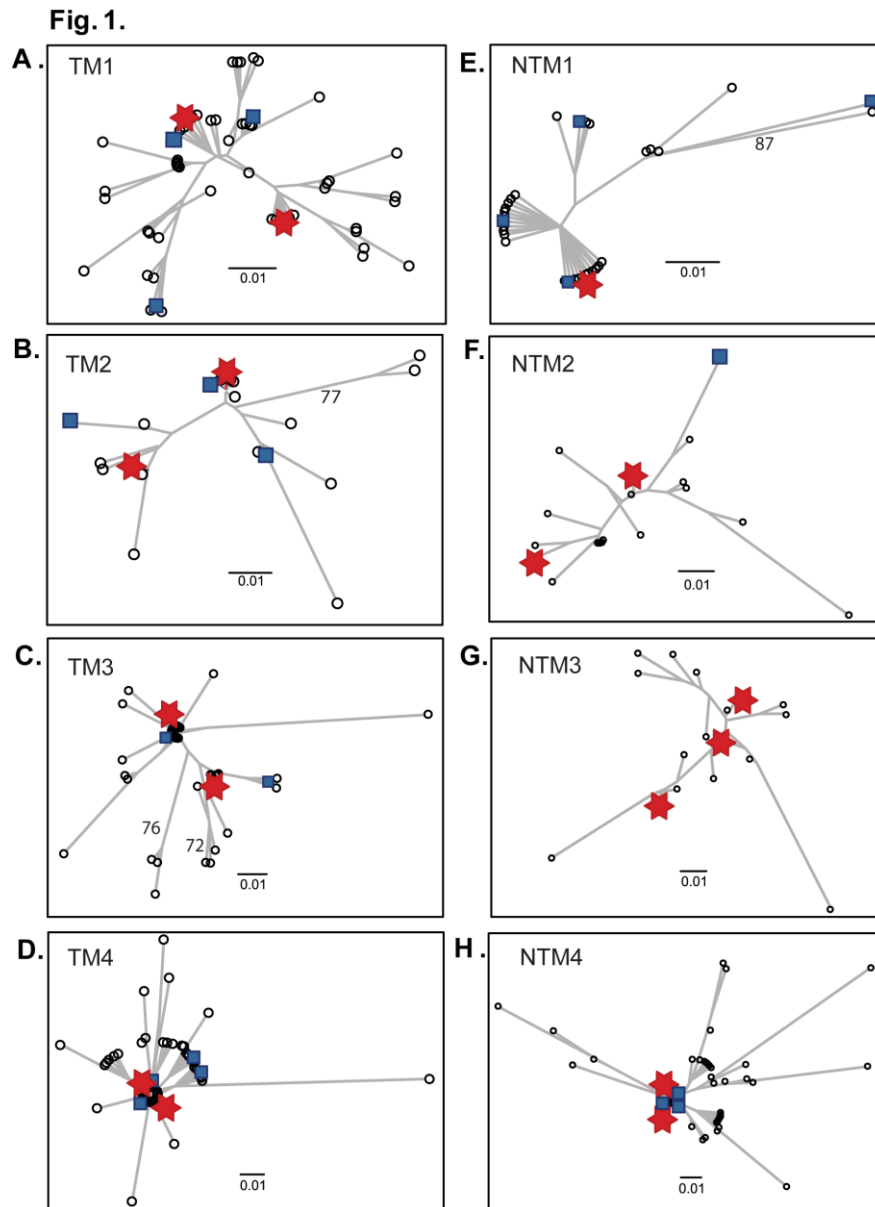 Fig. 1.
A.
TM1
0.01
B.
TM2
77
0.01
C.
TM3
76
72
0.01
D.
TM4
0.01
E.
NTM1
87
0.01
F.
NTM2
0.01
G.
NTM3
0.01
H.
NTM4
0.01